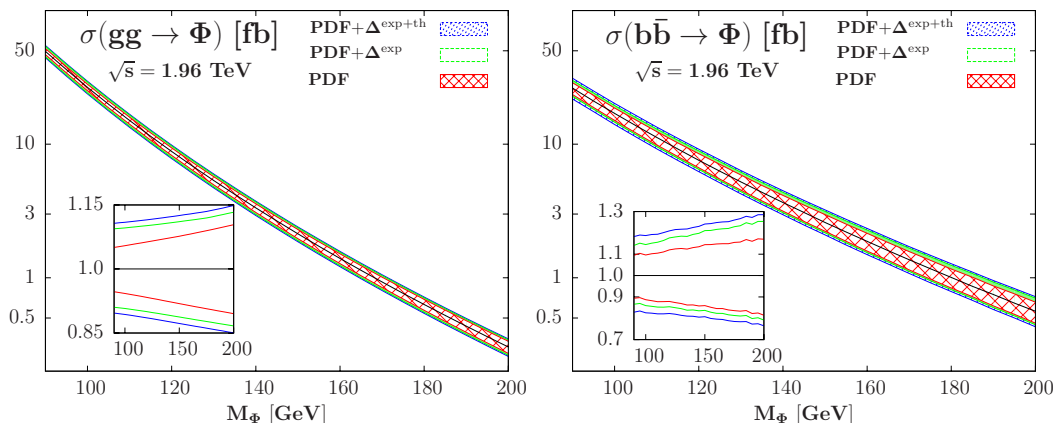 σ(gg → Φ) [fb]
√s = 1.96 TeV
PDF+Δ^exp+th
PDF+Δ^exp
PDF
50
10
3
1
0.5
1.15
1.0
0.85
100 150 200
100 120 140 160 180 200
M_Φ [GeV]
σ(bb̄ → Φ) [fb]
√s = 1.96 TeV
PDF+Δ^exp+th
PDF+Δ^exp
PDF
50
10
3
1
0.5
1.3
1.1
1.0
0.9
0.7
100 150 200
100 120 140 160 180 200
M_Φ [GeV]